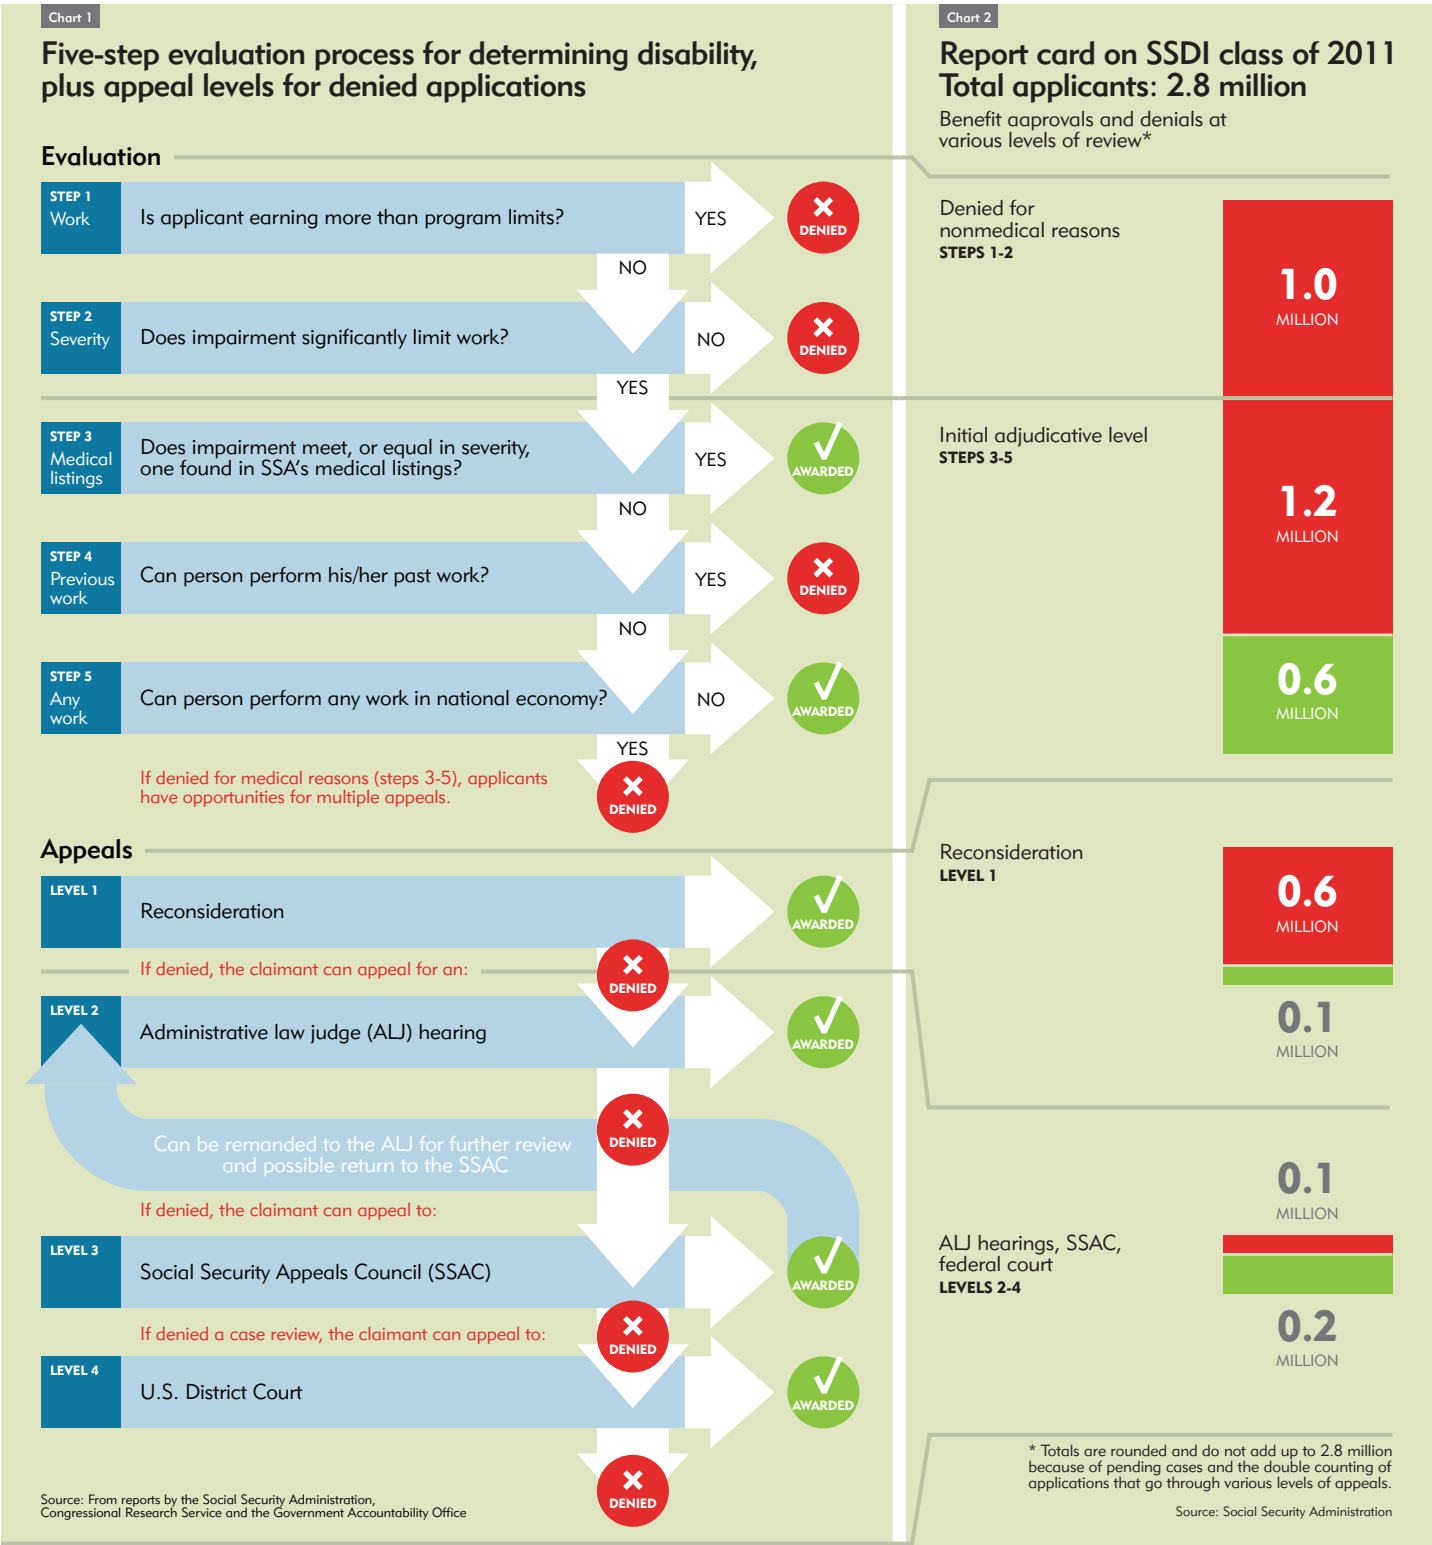 Chart 1
Five-step evaluation process for determining disability,
plus appeal levels for denied applications
Evaluation
STEP 1
Work
Is applicant earning more than program limits?
YES
DENIED
NO
STEP 2
Severity
Does impairment significantly limit work?
NO
DENIED
YES
STEP 3
Medical
listings
Does impairment meet, or equal in severity,
one found in SSA's medical listings?
YES
AWARDED
NO
STEP 4
Previous
work
Can person perform his/her past work?
YES
DENIED
NO
STEP 5
Any
work
Can person perform any work in national economy?
NO
AWARDED
YES
DENIED
If denied for medical reasons (steps 3-5), applicants
have opportunities for multiple appeals.
Appeals
LEVEL 1
Reconsideration
AWARDED
DENIED
If denied, the claimant can appeal for an:
LEVEL 2
Administrative law judge (ALJ) hearing
AWARDED
DENIED
Can be remanded to the ALJ for further review
and possible return to the SSAC
If denied, the claimant can appeal to:
LEVEL 3
Social Security Appeals Council (SSAC)
AWARDED
DENIED
If denied a case review, the claimant can appeal to:
LEVEL 4
U.S. District Court
AWARDED
DENIED
Source: From reports by the Social Security Administration,
Congressional Research Service and the Government Accountability Office
Chart 2
Report card on SSDI class of 2011
Total applicants: 2.8 million
Benefit aaprovals and denials at
various levels of review*
Denied for
nonmedical reasons
STEPS 1-2
1.0
MILLION
Initial adjudicative level
STEPS 3-5
1.2
MILLION
0.6
MILLION
Reconsideration
LEVEL 1
0.6
MILLION
0.1
MILLION
0.1
MILLION
ALJ hearings, SSAC,
federal court
LEVELS 2-4
0.2
MILLION
* Totals are rounded and do not add up to 2.8 million
because of pending cases and the double counting of
applications that go through various levels of appeals.
Source: Social Security Administration